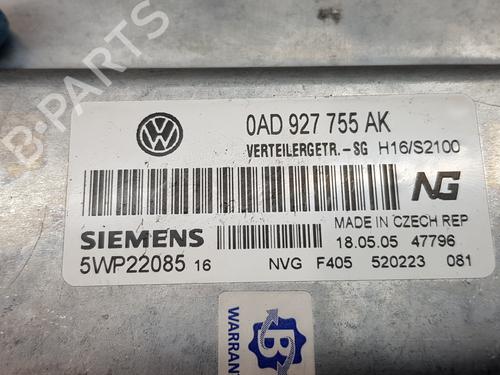 0AD 927 755 AK
VERTEILERGETR.-SG H16/S2100
NG
MADE IN CZECH REP
SIEMENS
18.05.05 47796
5WP22085 16
NVG F405 520223 081
B
WARRAN
B-PARTS